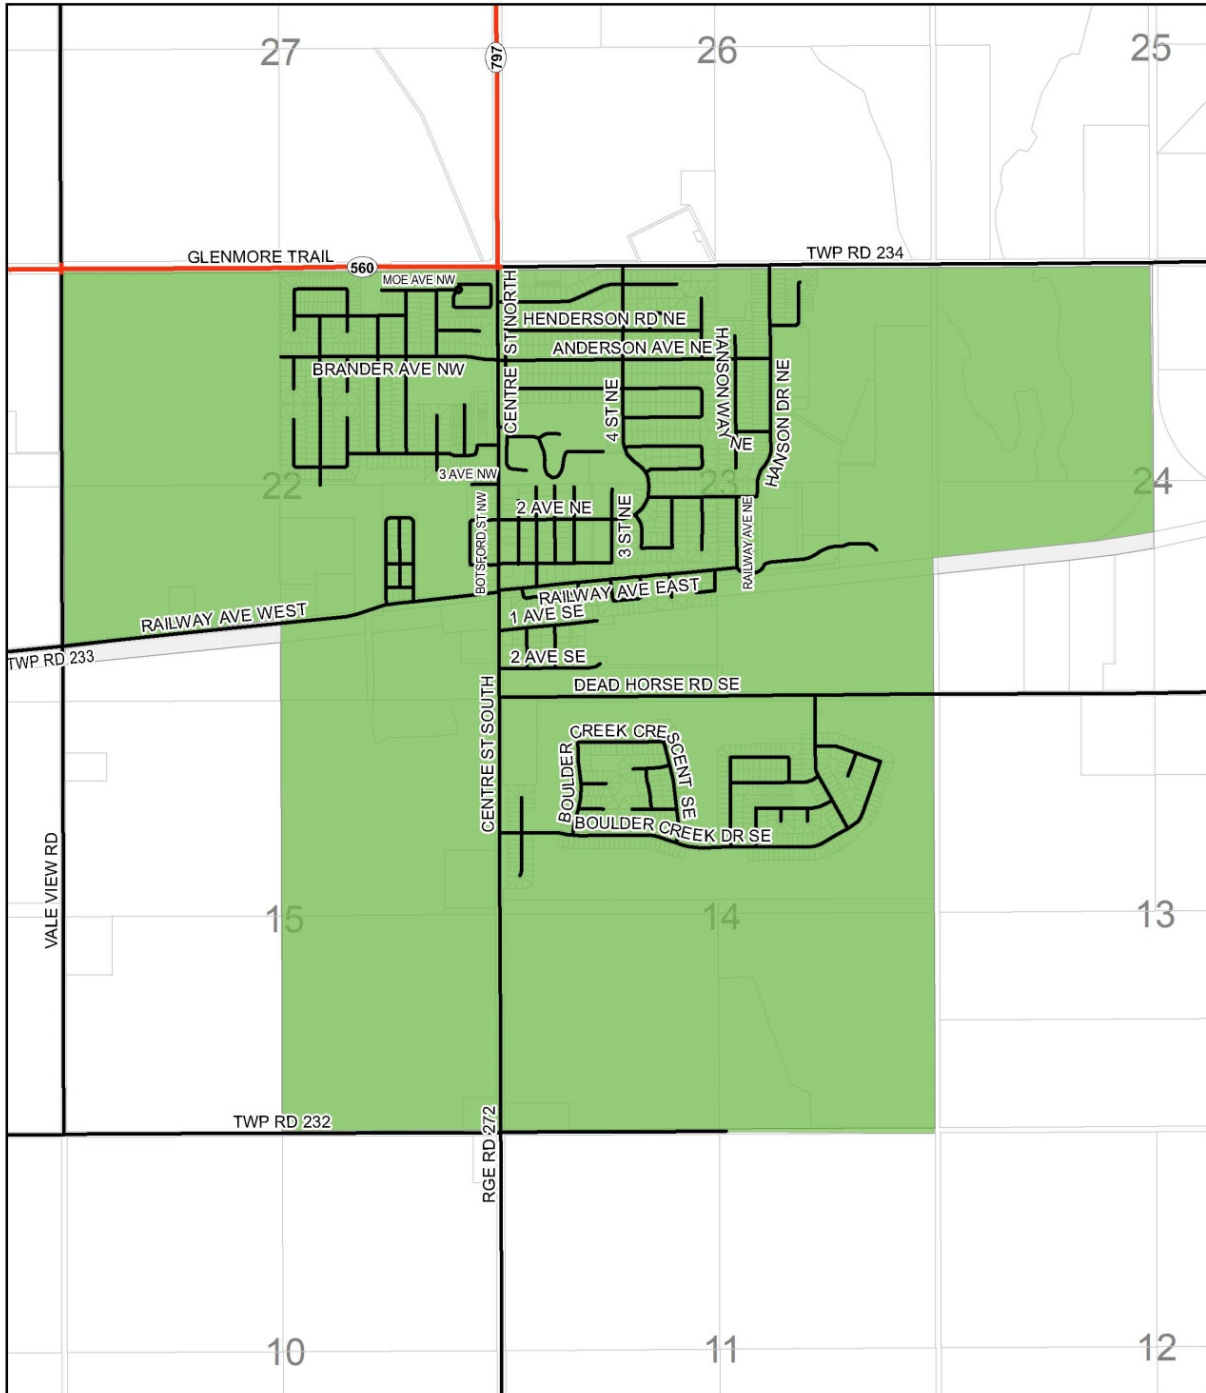 27
797
26
25
GLENMORE TRAIL
560
TWP RD 234
MOE AVE NW
CENTRE ST NORTH
HENDERSON RD NE
ANDERSON AVE NE
BRANDER AVE NW
HANSON WAY NE
HANSON DR NE
4 ST NE
3 AVE NW
22
23
24
BOTSFORD ST NW
2 AVE NE
3 ST NE
RAILWAY AVE NE
RAILWAY AVE EAST
RAILWAY AVE WEST
1 AVE SE
2 AVE SE
TWP RD 233
DEAD HORSE RD SE
CENTRE ST SOUTH
BOULDER CREEK CRESCENT SE
BOULDER CREEK DR SE
VALE VIEW RD
15
14
13
TWP RD 232
RGE RD 272
10
11
12